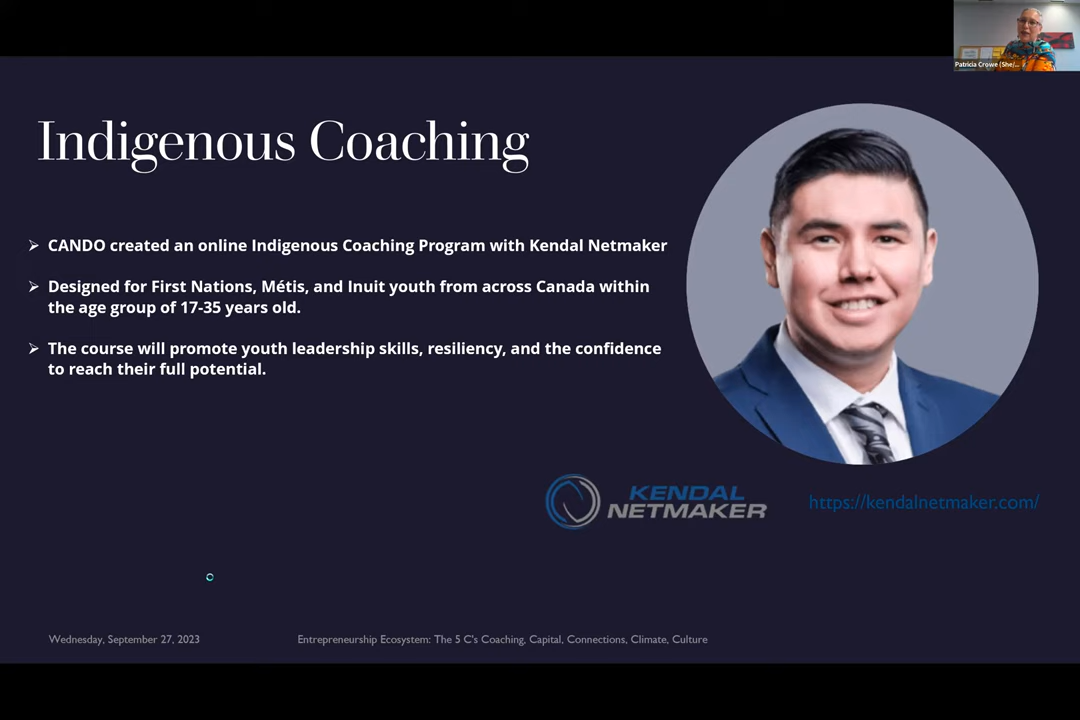 Patricia Crowe (She/...
Indigenous Coaching
➢ CANDO created an online Indigenous Coaching Program with Kendal Netmaker
➢ Designed for First Nations, Métis, and Inuit youth from across Canada within
the age group of 17-35 years old.
➢ The course will promote youth leadership skills, resiliency, and the confidence
to reach their full potential.
KENDAL
NETMAKER
https://kendalnetmaker.com/
Wednesday, September 27, 2023
Entrepreneurship Ecosystem: The 5 C's Coaching, Capital, Connections, Climate, Culture